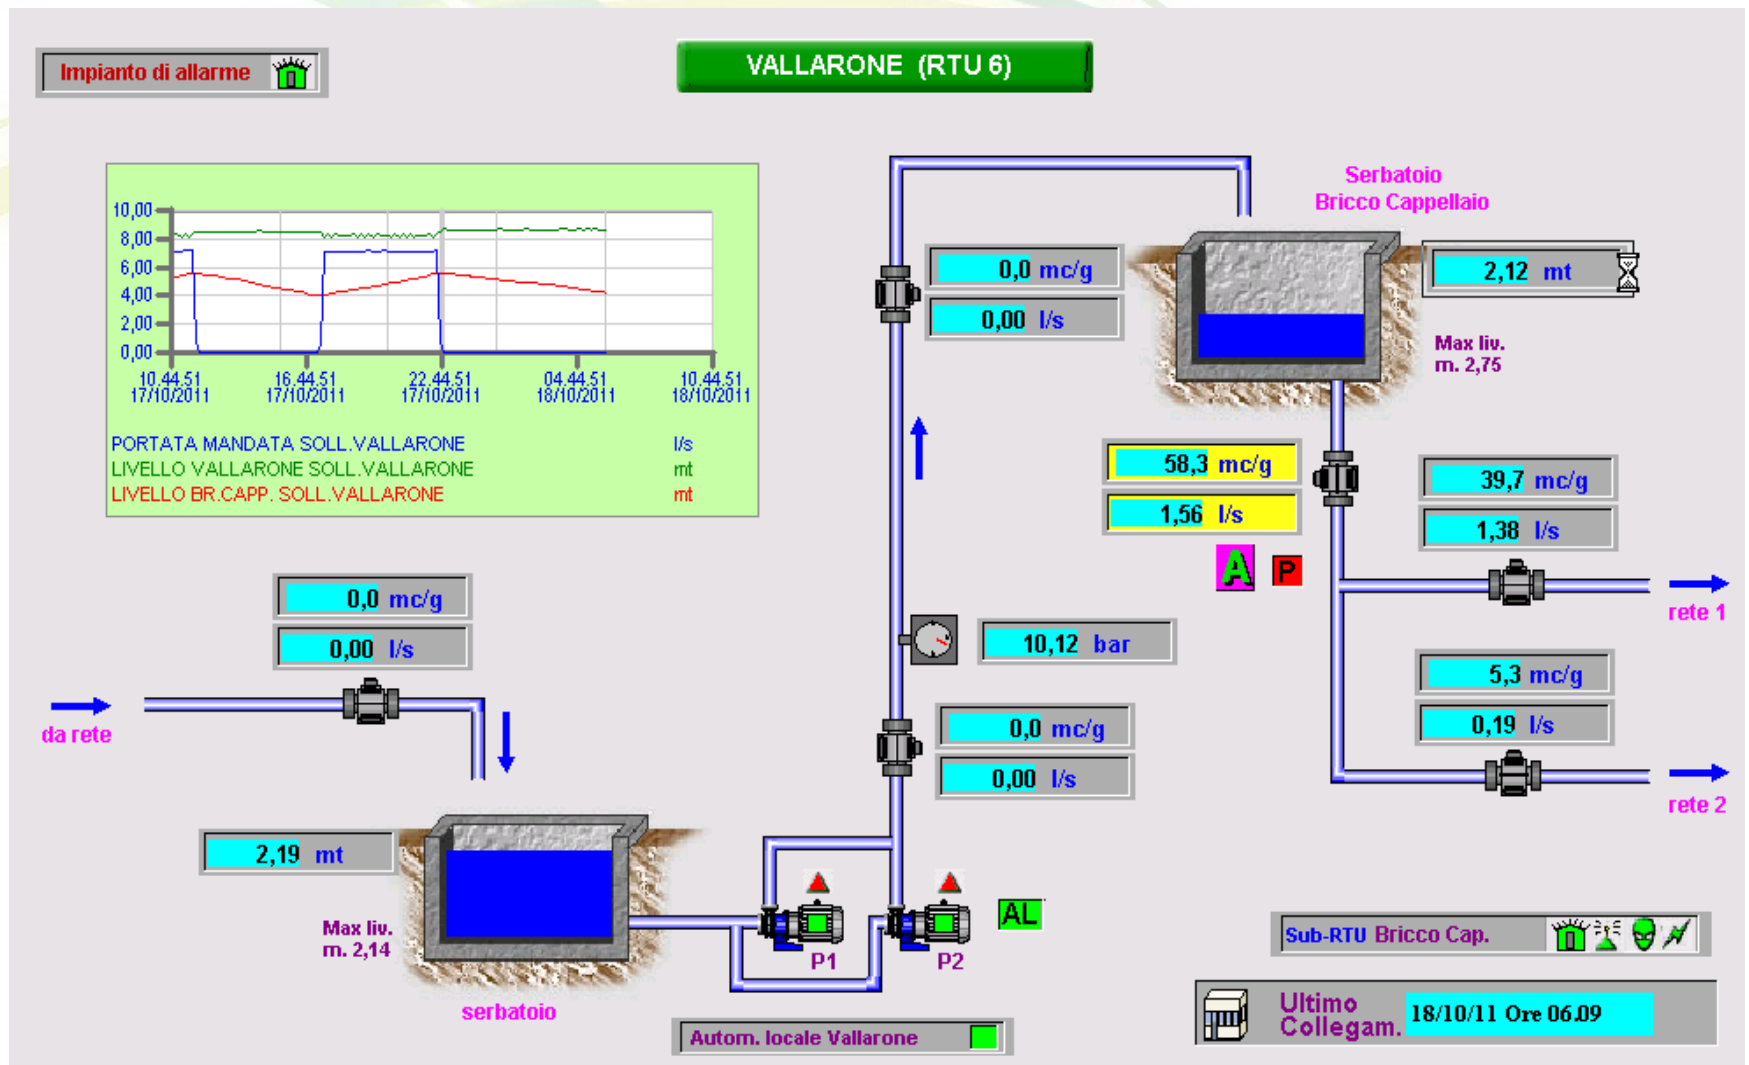 Impianto di allarme
VALLARONE (RTU 6)
10,00
8,00
6,00
4,00
2,00
0,00
10.44.51 16.44.51 22.44.51 04.44.51 10.44.51
17/10/2011 17/10/2011 17/10/2011 18/10/2011 18/10/2011
PORTATA MANDATA SOLL.VALLARONE l/s
LIVELLO VALLARONE SOLL.VALLARONE mt
LIVELLO BR.CAPP. SOLL.VALLARONE mt
Serbatoio
Bricco Cappellaio
0,0 mc/g
0,00 l/s
2,12 mt
Max liv.
m. 2,75
58,3 mc/g
1,56 l/s
A P
39,7 mc/g
1,38 l/s
rete 1
5,3 mc/g
0,19 l/s
rete 2
0,0 mc/g
0,00 l/s
da rete
10,12 bar
0,0 mc/g
0,00 l/s
2,19 mt
Max liv.
m. 2,14
serbatoio
P1
P2
AL
Autom. locale Vallarone
Sub-RTU Bricco Cap.
Ultimo
Collegam.
18/10/11 Ore 06.09